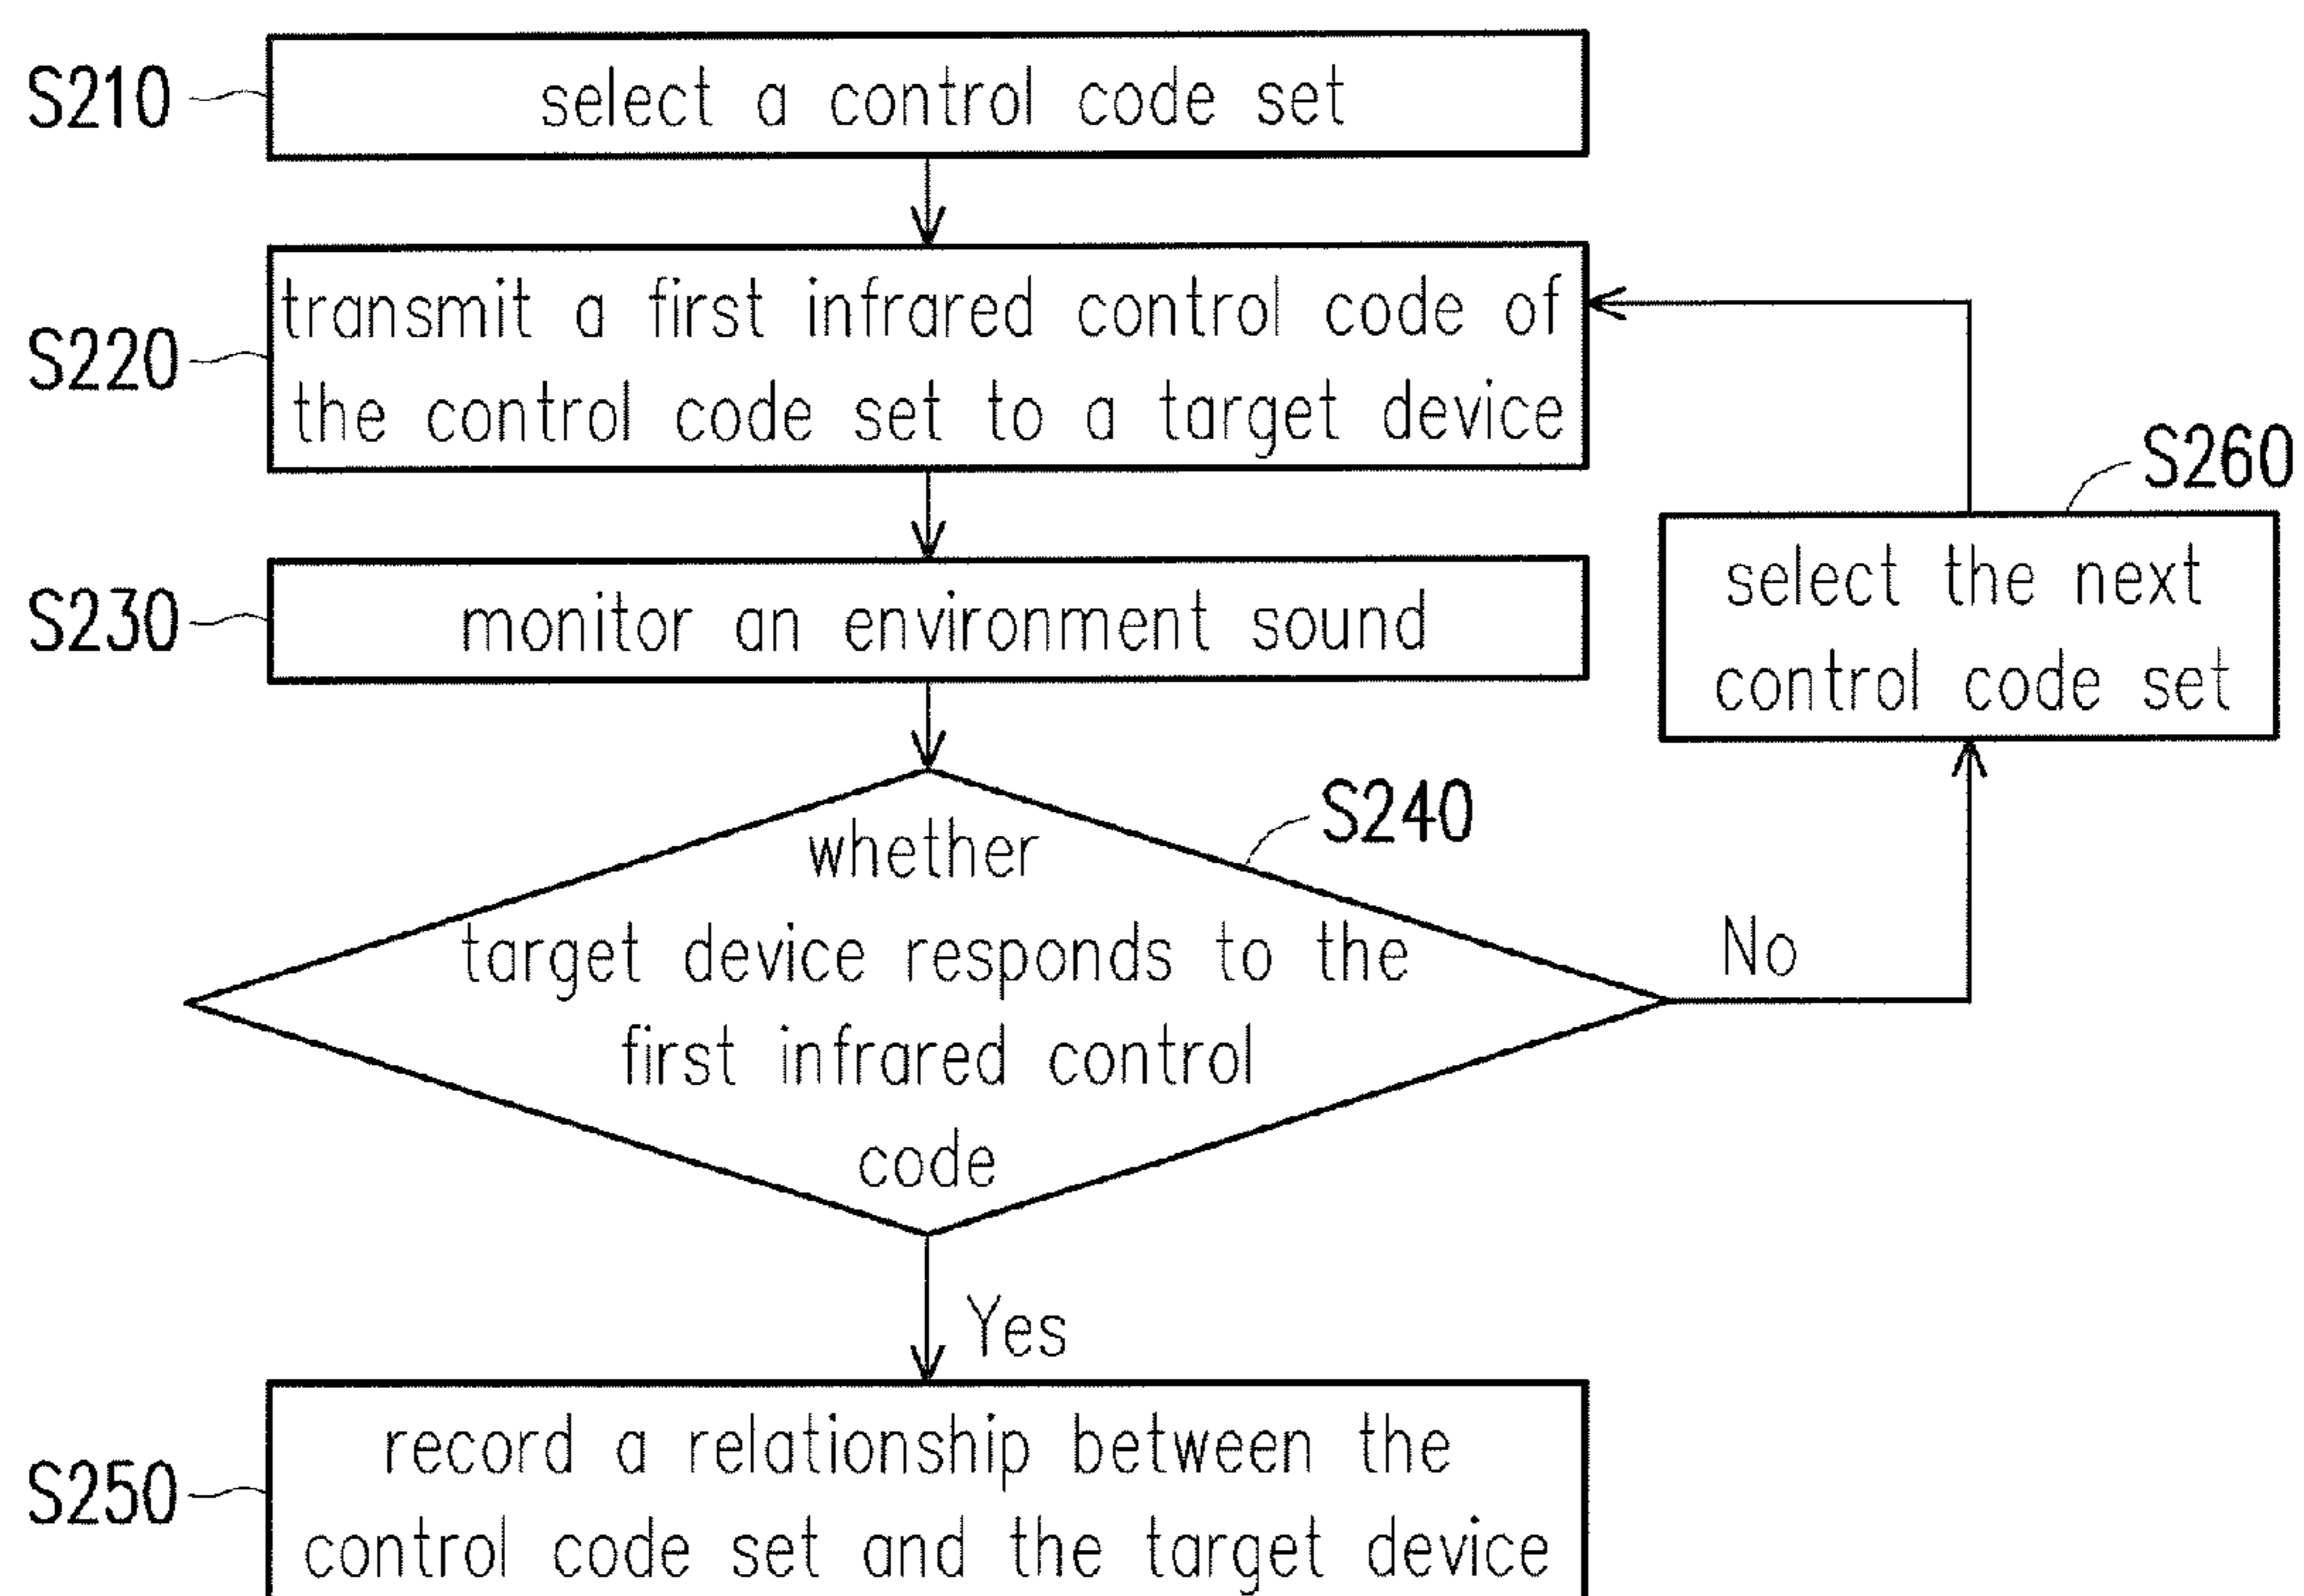 S210
select a control code set
S220
transmit a first infrared control code of
the control code set to a target device
S230
monitor an environment sound
S260
select the next
control code set
S240
whether
target device responds to the
first infrared control
code
No
Yes
S250
record a relationship between the
control code set and the target device